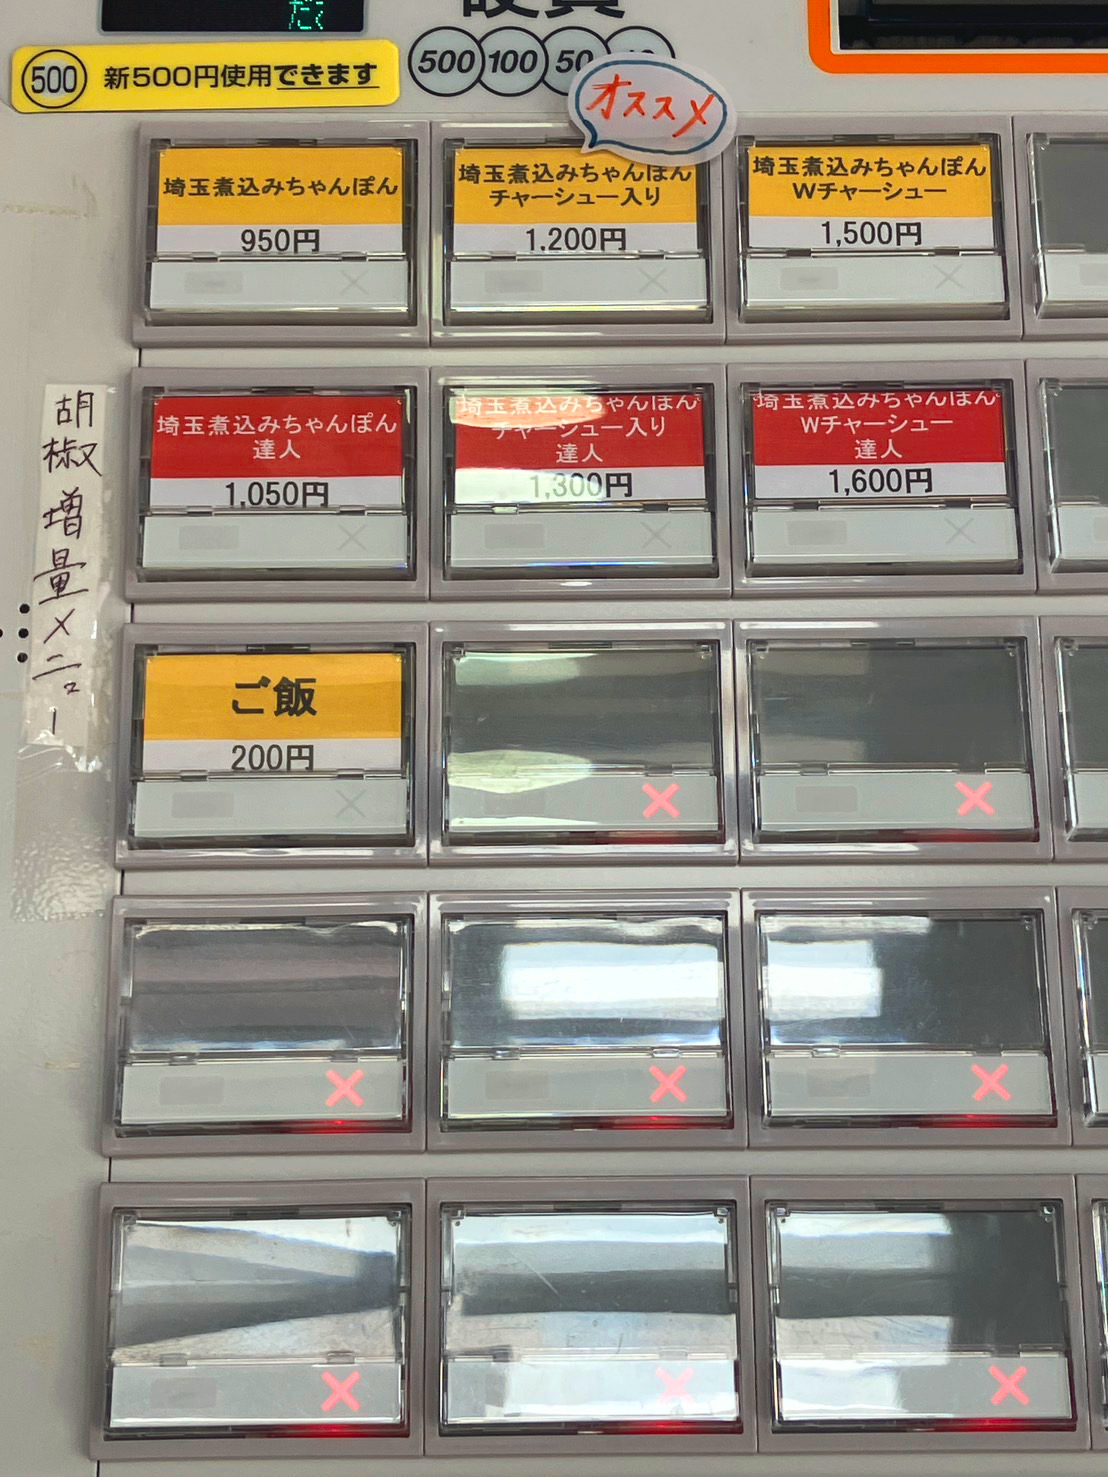 だく
硬貨
500 新500円使用できます
500 100 50 10
オススメ
埼玉煮込みちゃんぽん
950円
埼玉煮込みちゃんぽん
チャーシュー入り
1,200円
埼玉煮込みちゃんぽん
Wチャーシュー
1,500円
胡椒増量メニュー
埼玉煮込みちゃんぽん
達人
1,050円
埼玉煮込みちゃんぽん
チャーシュー入り
達人
1,300円
埼玉煮込みちゃんぽん
Wチャーシュー
達人
1,600円
ご飯
200円